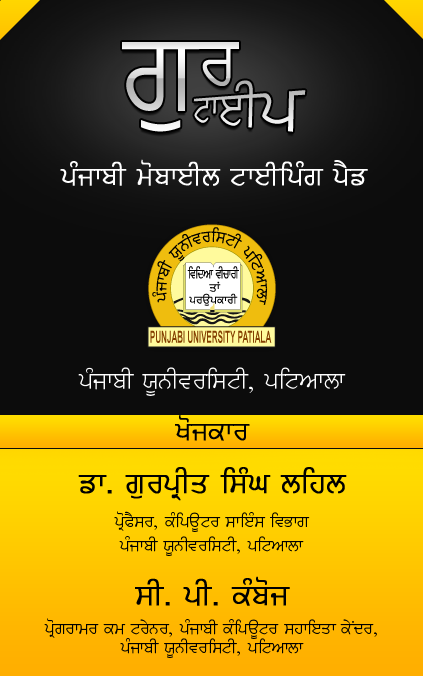 ਗੁਰ
ਟਾਈਪ
ਪੰਜਾਬੀ ਮੋਬਾਈਲ ਟਾਈਪਿੰਗ ਪੈਡ
ਪੰਜਾਬੀ ਯੂਨੀਵਰਸਿਟੀ ਪਟਿਆਲਾ
ਵਿਦਿਆ ਵੀਚਾਰੀ
ਤਾਂ
ਪਰਉਪਕਾਰੀ
PUNJABI UNIVERSITY PATIALA
ਪੰਜਾਬੀ ਯੂਨੀਵਰਸਿਟੀ, ਪਟਿਆਲਾ
ਖੋਜਕਾਰ
ਡਾ. ਗੁਰਪ੍ਰੀਤ ਸਿੰਘ ਲਹਿਲ
ਪ੍ਰੋਫੈਸਰ, ਕੰਪਿਊਟਰ ਸਾਇੰਸ ਵਿਭਾਗ
ਪੰਜਾਬੀ ਯੂਨੀਵਰਸਿਟੀ, ਪਟਿਆਲਾ
ਸੀ. ਪੀ. ਕੰਬੋਜ
ਪ੍ਰੋਗਰਾਮਰ ਕਮ ਟਰੇਨਰ, ਪੰਜਾਬੀ ਕੰਪਿਊਟਰ ਸਹਾਇਤਾ ਕੇਂਦਰ,
ਪੰਜਾਬੀ ਯੂਨੀਵਰਸਿਟੀ, ਪਟਿਆਲਾ